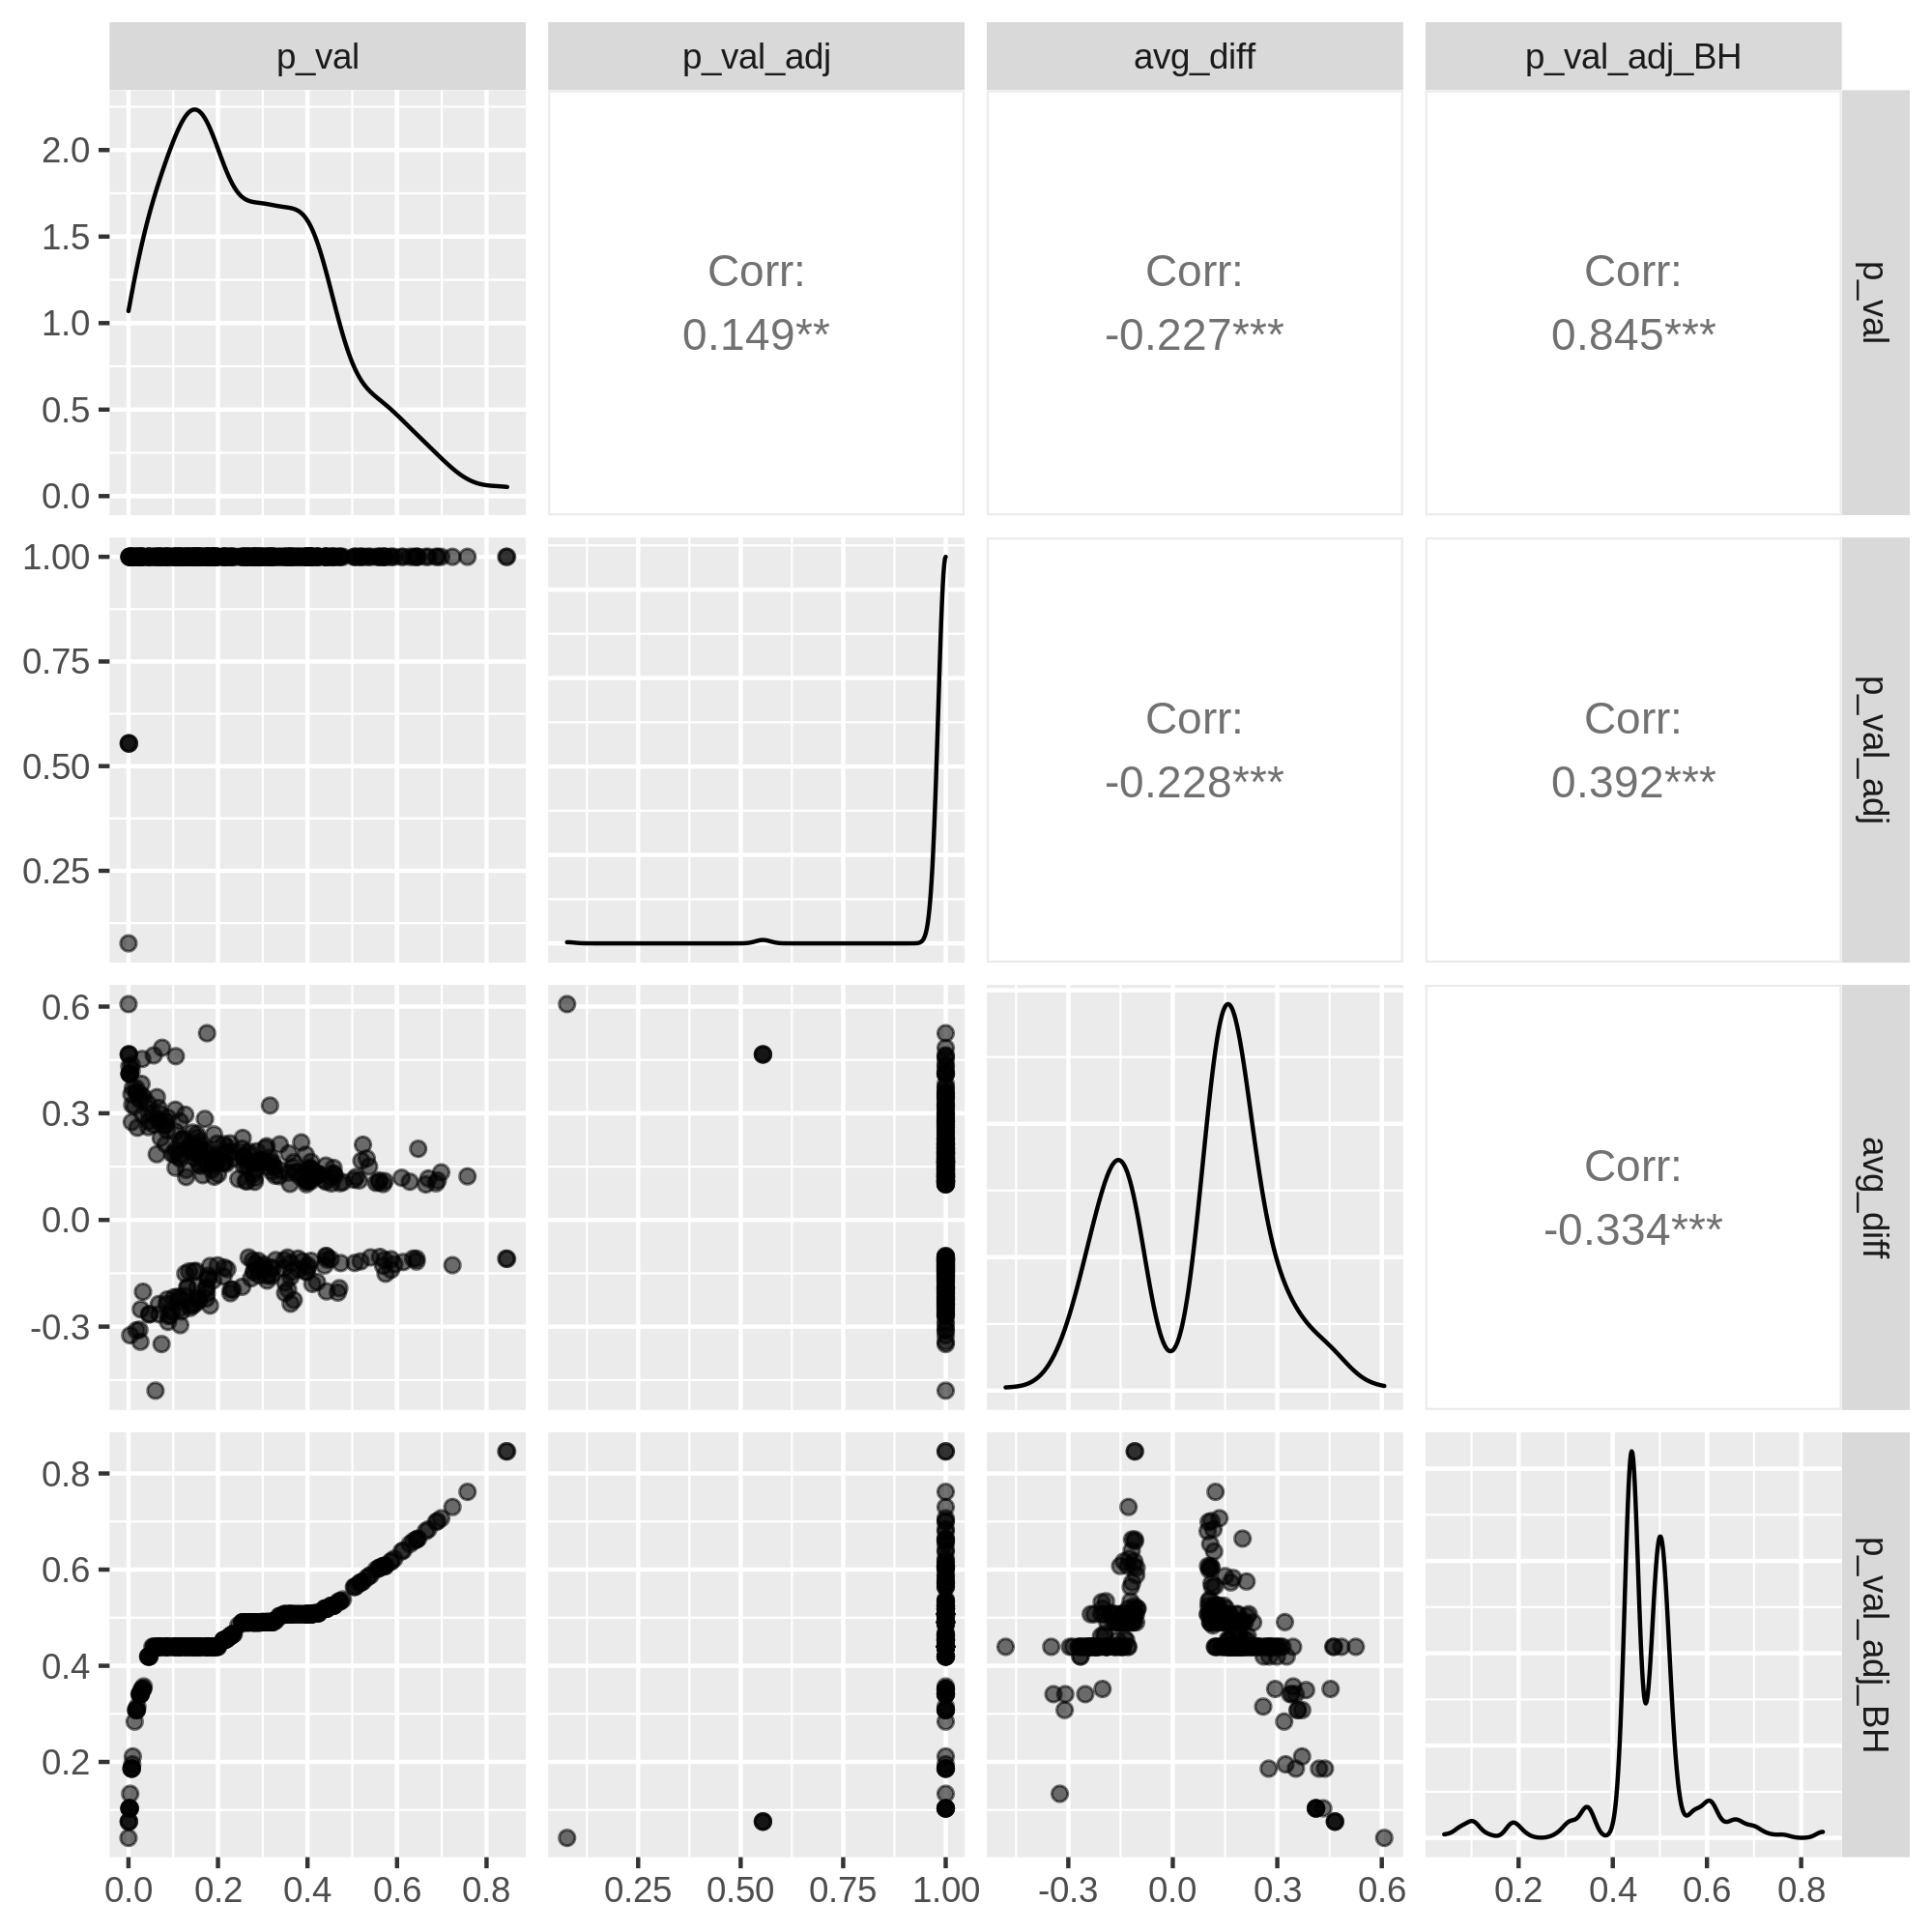 p_val p_val_adj avg_diff p_val_adj_BH
2.0
1.5
1.0
0.5
0.0
Corr:
0.149**
Corr:
-0.227***
Corr:
0.845***
p_val
1.00
0.75
0.50
0.25
Corr:
-0.228***
Corr:
0.392***
p_val_adj
0.6
0.3
0.0
-0.3
Corr:
-0.334***
avg_diff
0.8
0.6
0.4
0.2
p_val_adj_BH
0.0 0.2 0.4 0.6 0.8
0.25 0.50 0.75 1.00
-0.3 0.0 0.3 0.6
0.2 0.4 0.6 0.8